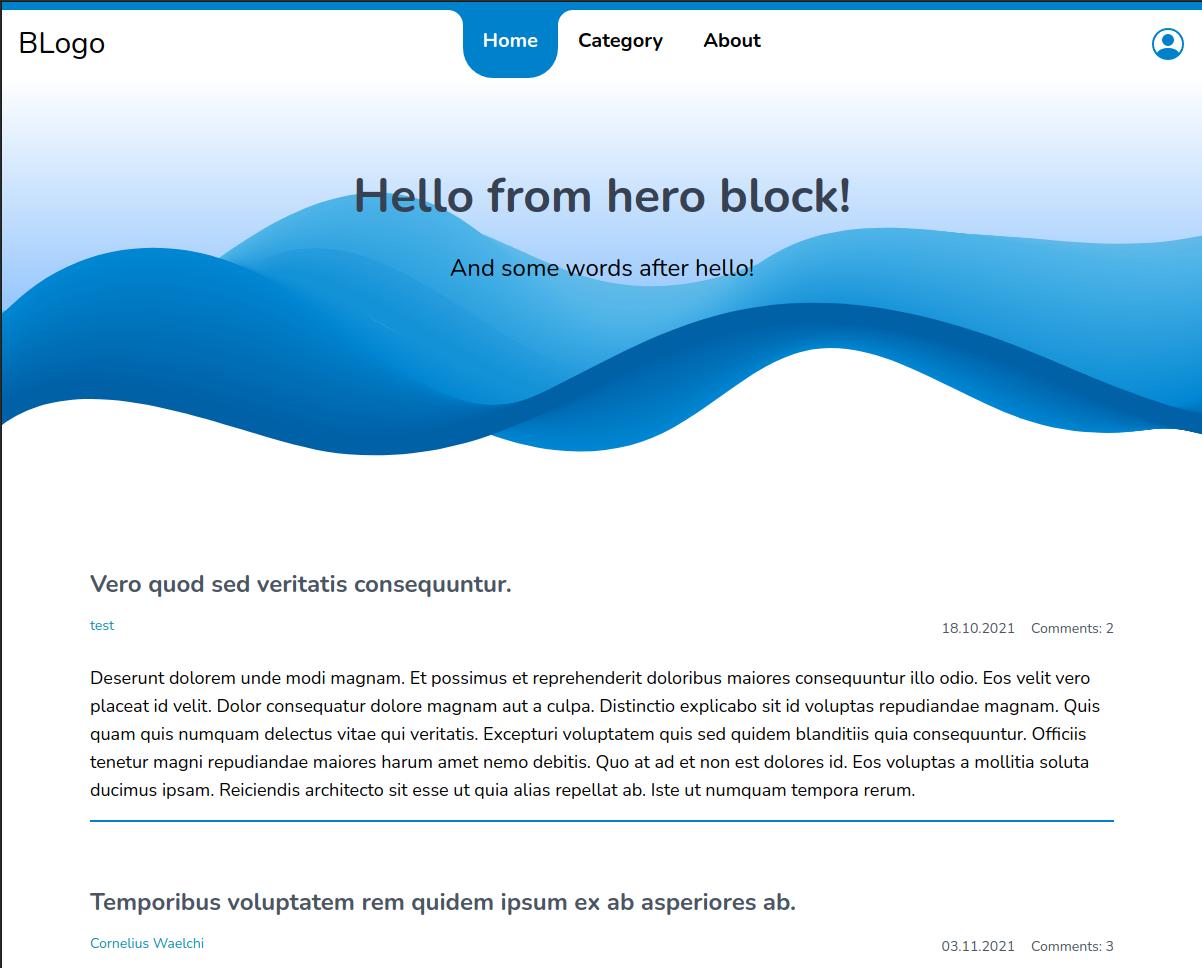 BLogo
Home Category About
Hello from hero block!
And some words after hello!
Vero quod sed veritatis consequuntur.
test
18.10.2021 Comments: 2
Deserunt dolorem unde modi magnam. Et possimus et reprehenderit doloribus maiores consequuntur illo odio. Eos velit vero
placeat id velit. Dolor consequatur dolore magnam aut a culpa. Distinctio explicabo sit id voluptas repudiandae magnam. Quis
quam quis numquam delectus vitae qui veritatis. Excepturi voluptatem quis sed quidem blanditiis quia consequuntur. Officiis
tenetur magni repudiandae maiores harum amet nemo debitis. Quo at ad et non est dolores id. Eos voluptas a mollitia soluta
ducimus ipsam. Reiciendis architecto sit esse ut quia alias repellat ab. Iste ut numquam tempora rerum.
Temporibus voluptatem rem quidem ipsum ex ab asperiores ab.
Cornelius Waelchi
03.11.2021 Comments: 3